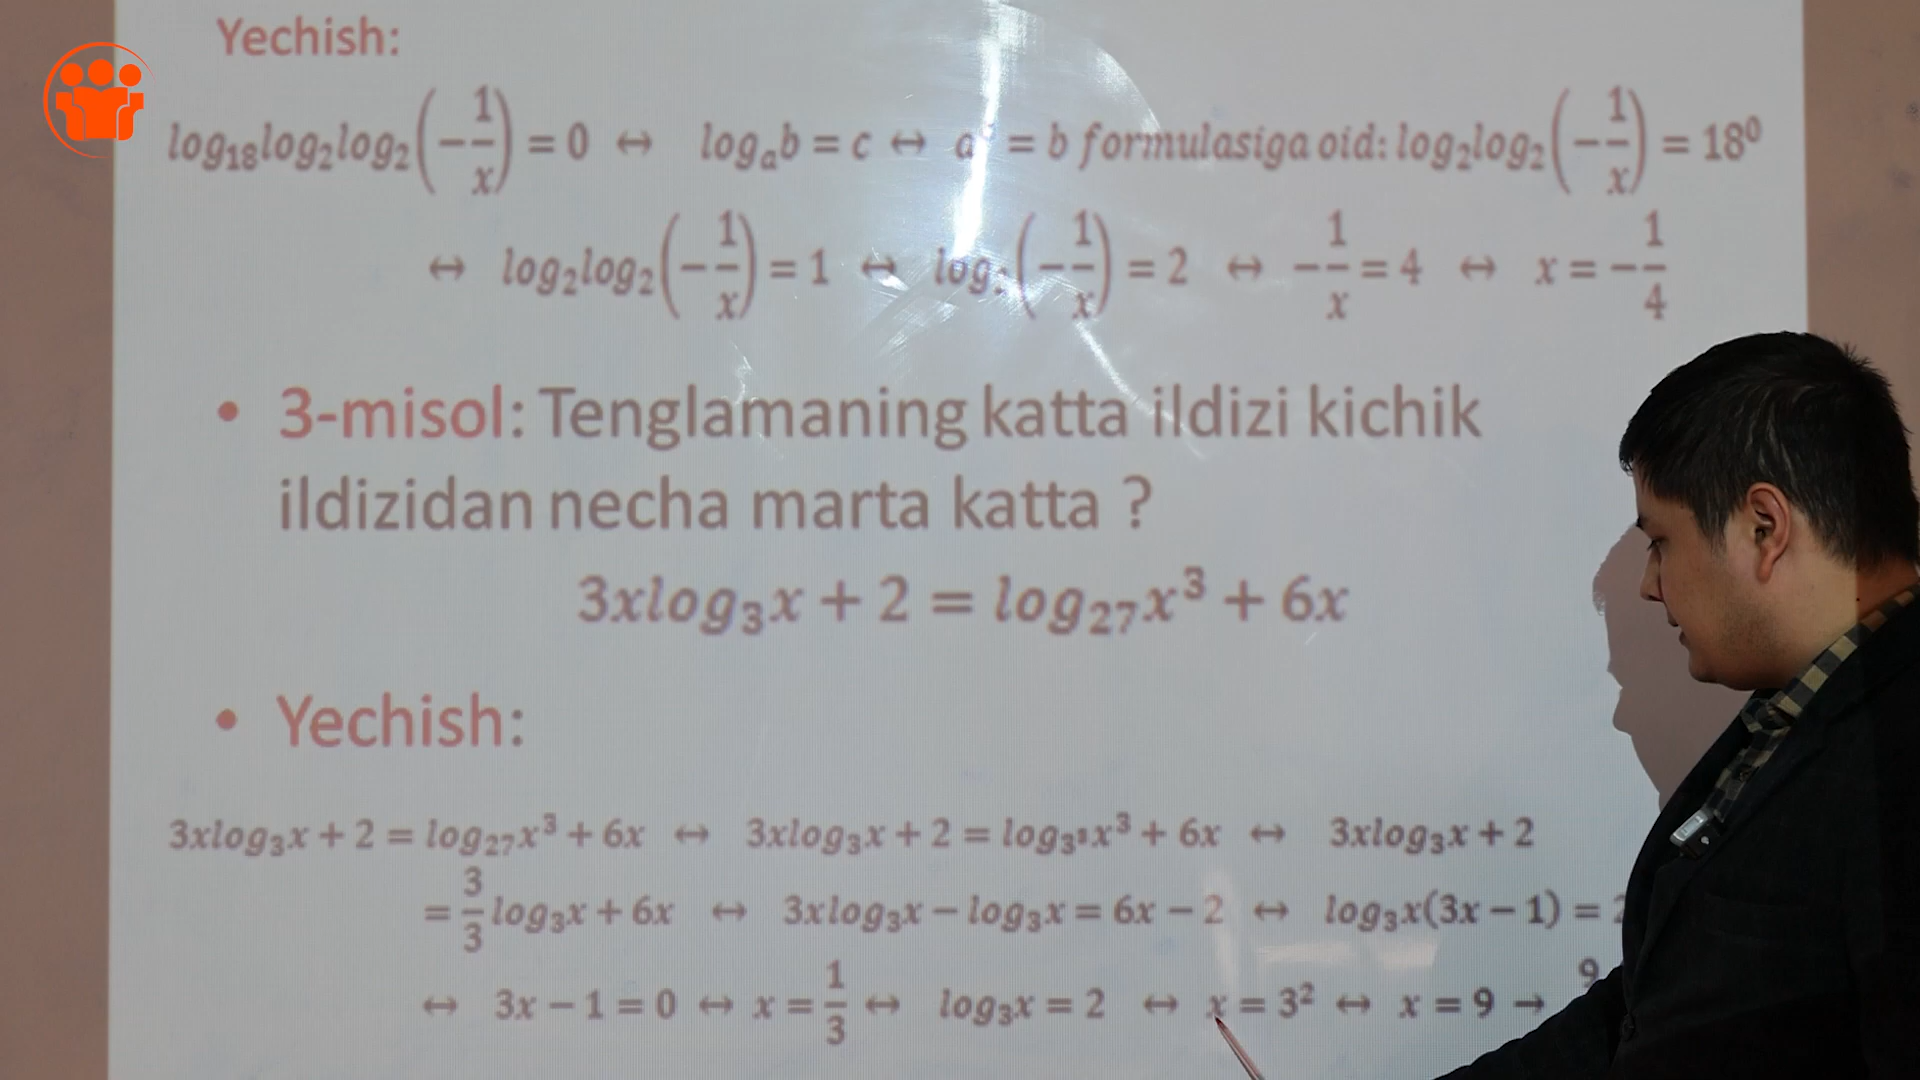 Yechish:
log₁₈log₂log₂(−1/x) = 0 ↔ logₐb = c ↔ a = b formulasiga oid: log₂log₂(−1/x) = 18⁰
↔ log₂log₂(−1/x) = 1 ↔ log₂(−1/x) = 2 ↔ −1/x = 4 ↔ x = −1/4
• 3-misol: Tenglamaning katta ildizi kichik
ildizidan necha marta katta ?
3xlog₃x + 2 = log₂₇x³ + 6x
• Yechish:
3xlog₃x + 2 = log₂₇x³ + 6x ↔ 3xlog₃x + 2 = log₃³x³ + 6x ↔ 3xlog₃x + 2
= 3/3 log₃x + 6x ↔ 3xlog₃x − log₃x = 6x − 2 ↔ log₃x(3x − 1) =
↔ 3x − 1 = 0 ↔ x = 1/3 ↔ log₃x = 2 ↔ x = 3² ↔ x = 9 → 9